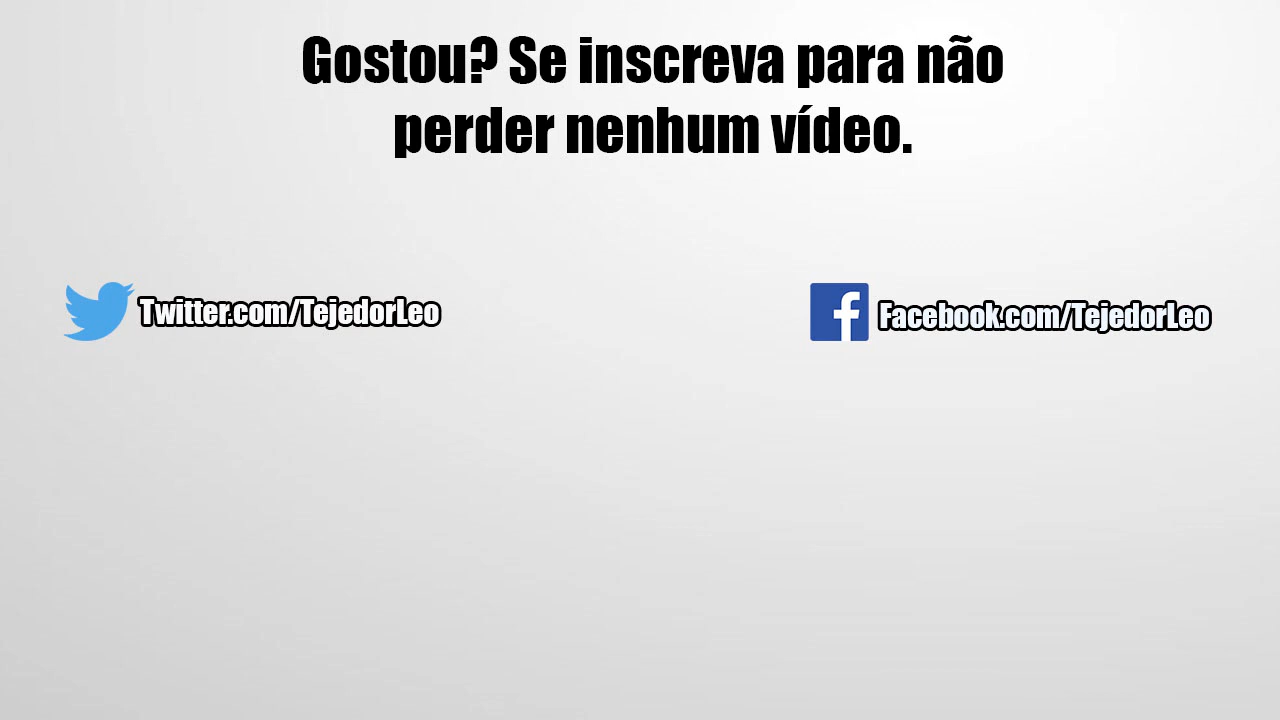 Gostou? Se inscreva para não
perder nenhum vídeo.
Twitter.com/TejedorLeo
Facebook.com/TejedorLeo